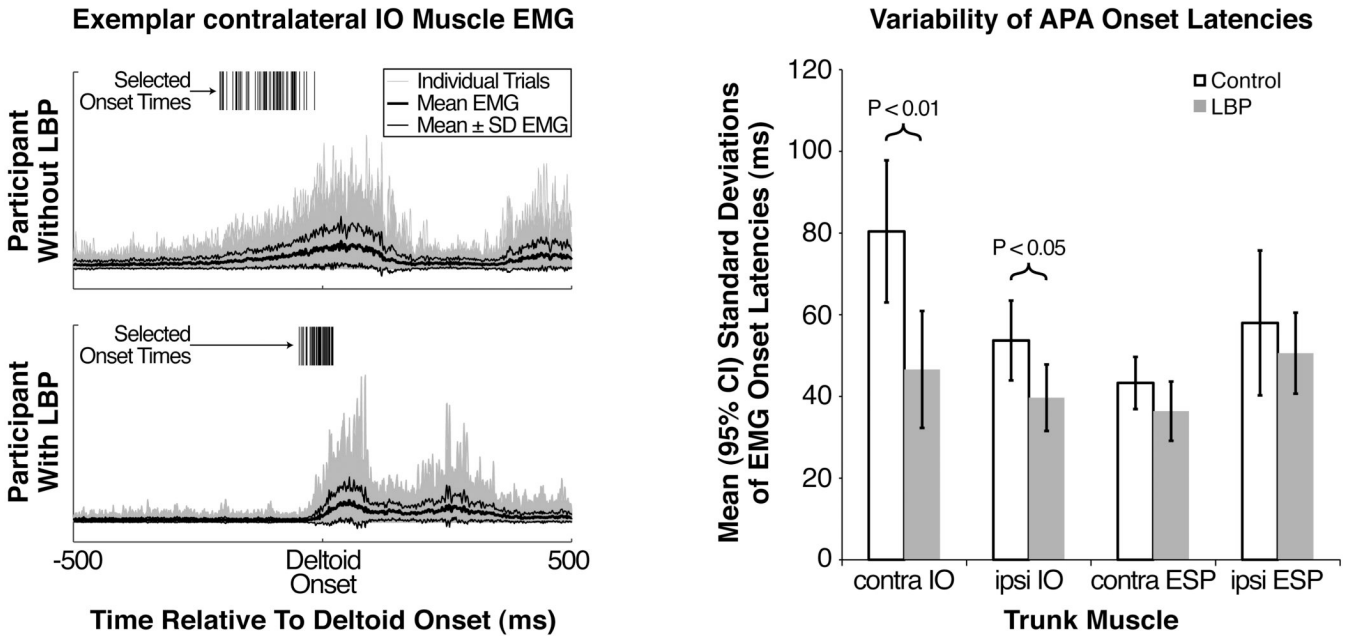 Exemplar contralateral IO Muscle EMG
Participant
Without LBP
Selected
Onset Times
Individual Trials
Mean EMG
Mean ± SD EMG
Participant
With LBP
Selected
Onset Times
-500
Deltoid
Onset
500
Time Relative To Deltoid Onset (ms)
Variability of APA Onset Latencies
Mean (95% CI) Standard Deviations
of EMG Onset Latencies (ms)
120
100
80
60
40
20
0
Control
LBP
P < 0.01
P < 0.05
contra IO
ipsi IO
contra ESP
ipsi ESP
Trunk Muscle